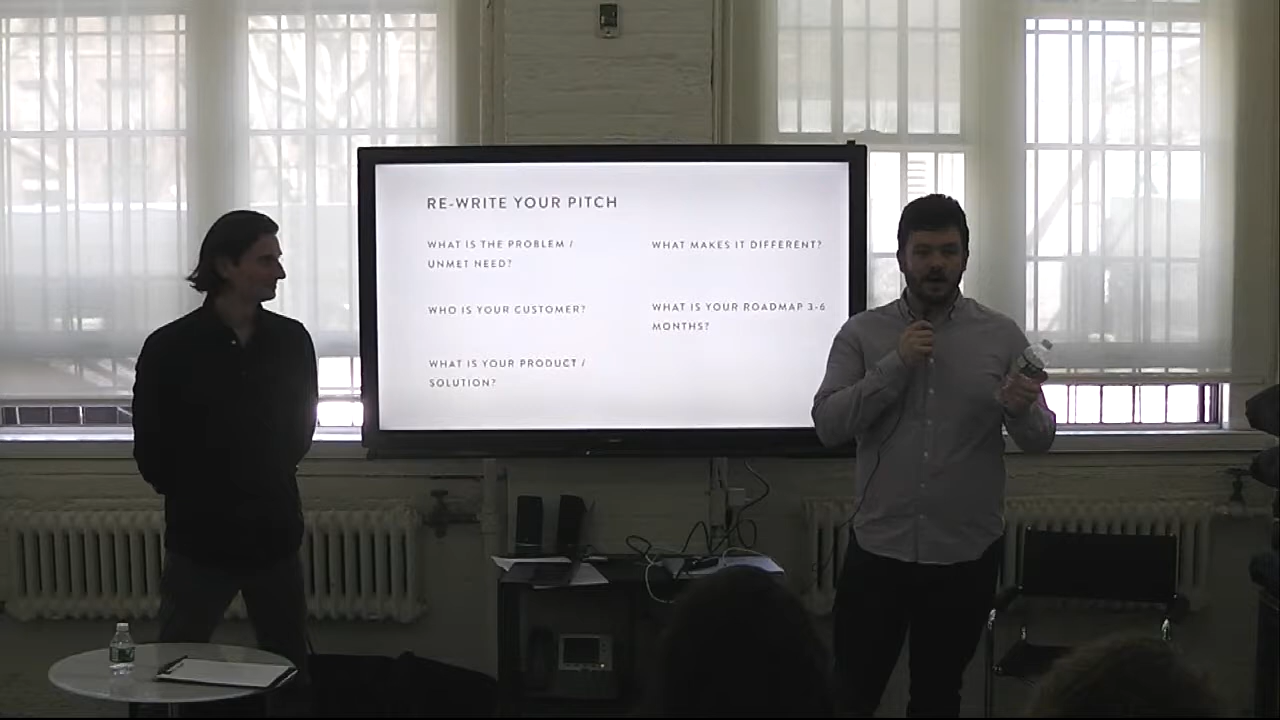 RE-WRITE YOUR PITCH
WHAT IS THE PROBLEM /
UNMET NEED?
WHO IS YOUR CUSTOMER?
WHAT IS YOUR PRODUCT /
SOLUTION?
WHAT MAKES IT DIFFERENT?
WHAT IS YOUR ROADMAP 3-6
MONTHS?